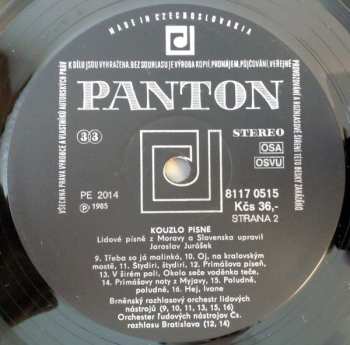 MADE IN CZECHOSLOVAKIA
VŠECHNA PRÁVA VÝROBCE A VLASTNÍKŮ AUTORSKÝCH PRÁV K DÍLU JSOU VYHRAŽENA. BEZ SOUHLASU JE VÝROBA KOPIÍ, PRONÁJEM, PŮJČOVÁNÍ, VEŘEJNÉ PROVOZOVÁNÍ A ROZHLASOVÉ ŠÍŘENÍ TÉTO DESKY ZAKÁZÁNO
PANTON
33
STEREO
OSA
OSVU
PE 2014
℗ 1985
8117 0515
Kčs 36,-
STRANA 2
KOUZLO PÍSNĚ
Lidové písně z Moravy a Slovenska upravil
Jaroslav Jurášek
9. Třeba so já malinká, 10. Oj, na kralovským
mostě, 11. Štydiri, štydiri, 12. Primášova píseň,
13. V širém poli, Okolo seče voděnka teče,
14. Primášovy noty z Myjavy, 15. Poludně,
poludně, 16. Hej, Ivane
Brněnský rozhlasový orchestr lidových
nástrojů (9, 10, 11, 13, 15, 16)
Orchester ľudových nástrojov Čs.
rozhlasu Bratislava (12, 14)